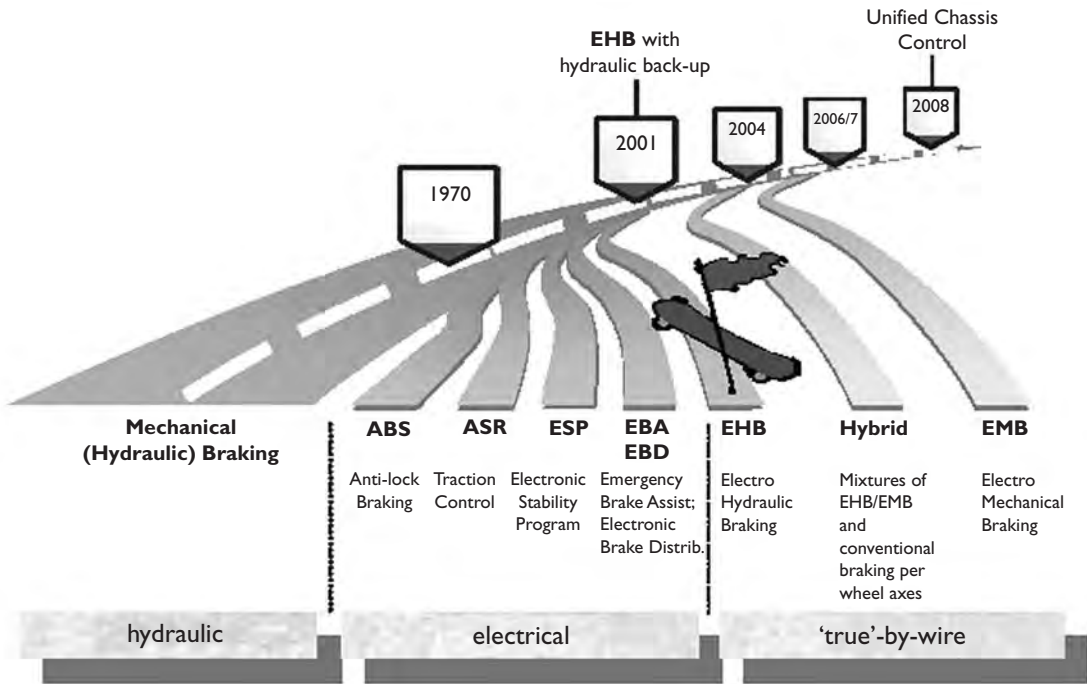 Unified Chassis
Control
EHB with
hydraulic back-up
1970
2001
2004
2006/7
2008
Mechanical
(Hydraulic) Braking
ABS
Anti-lock
Braking
ASR
Traction
Control
ESP
Electronic
Stability
Program
EBA
EBD
Emergency
Brake Assist;
Electronic
Brake Distrib.
EHB
Electro
Hydraulic
Braking
Hybrid
Mixtures of
EHB/EMB
and
conventional
braking per
wheel axes
EMB
Electro
Mechanical
Braking
hydraulic
electrical
‘true’-by-wire